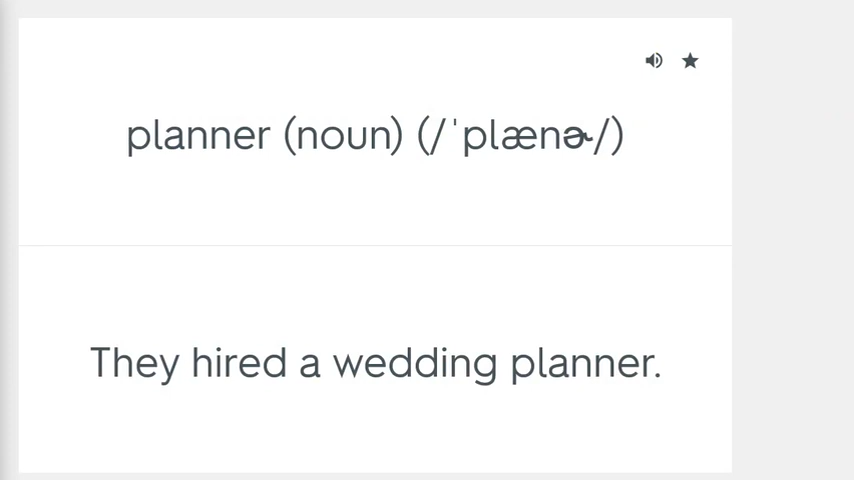 planner (noun) (/ˈplænɚ/)
They hired a wedding planner.